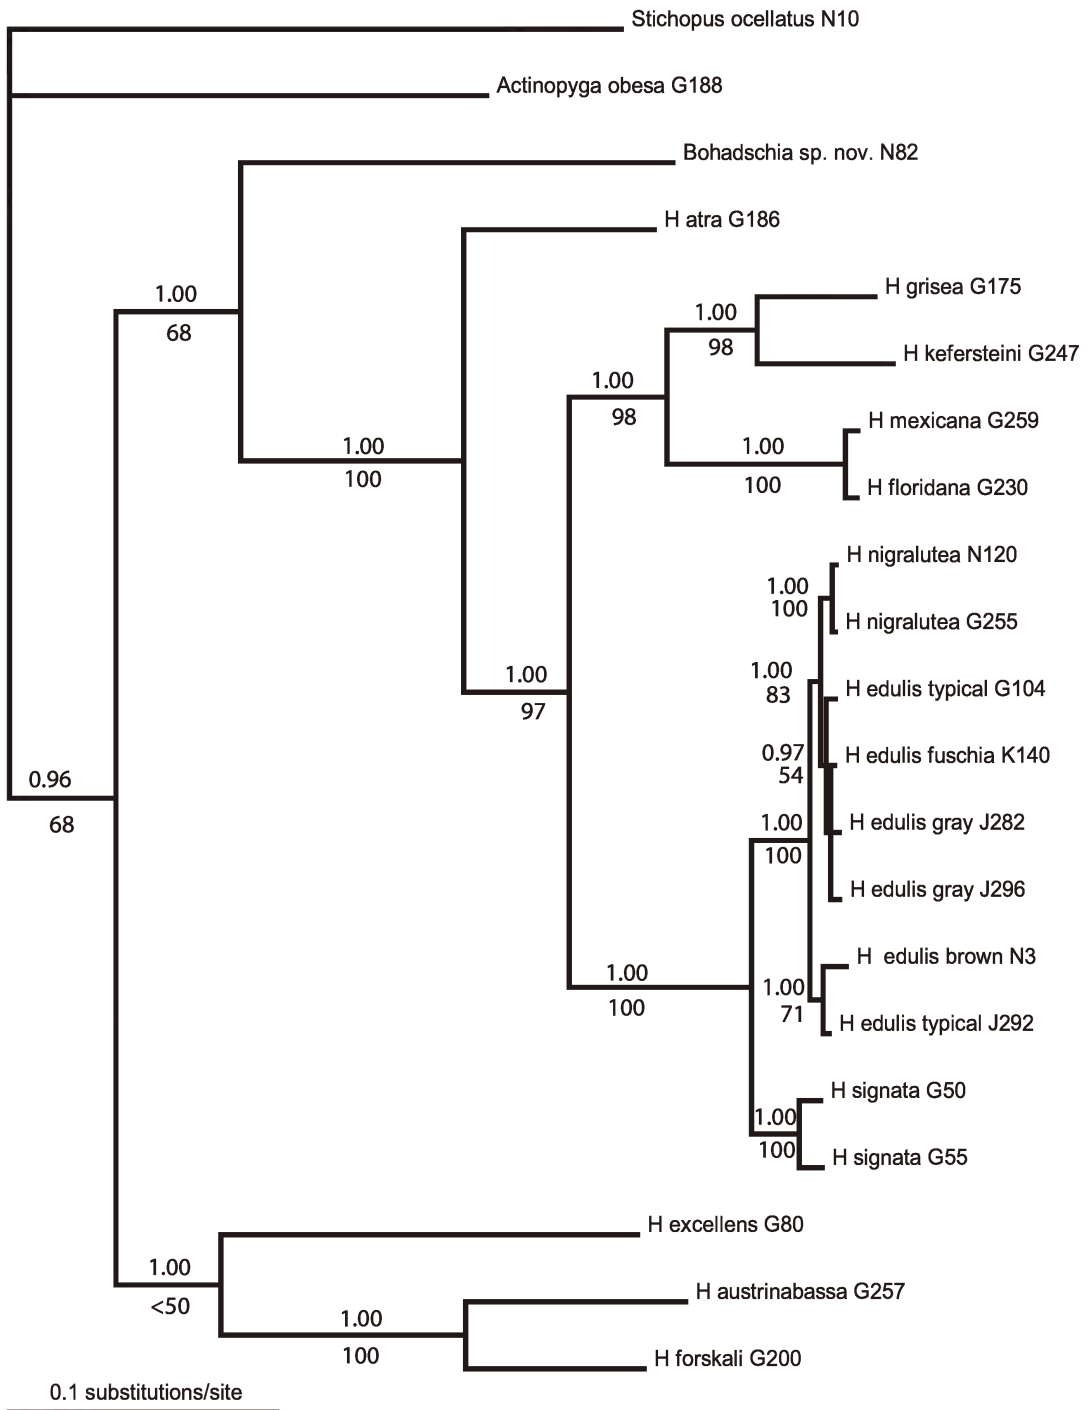 Stichopus ocellatus N10
Actinopyga obesa G188
Bohadschia sp. nov. N82
H atra G186
H grisea G175
1.00
68
1.00
98
H kefersteini G247
1.00
98
H mexicana G259
1.00
100
1.00
100
H floridana G230
H nigralutea N120
1.00
100
H nigralutea G255
1.00
97
1.00
83
H edulis typical G104
0.97
54
H edulis fuschia K140
0.96
68
1.00
100
H edulis gray J282
H edulis gray J296
H edulis brown N3
1.00
100
1.00
71
H edulis typical J292
H signata G50
1.00
100
H signata G55
H excellens G80
1.00
<50
H austrinabassa G257
1.00
100
H forskali G200
0.1 substitutions/site